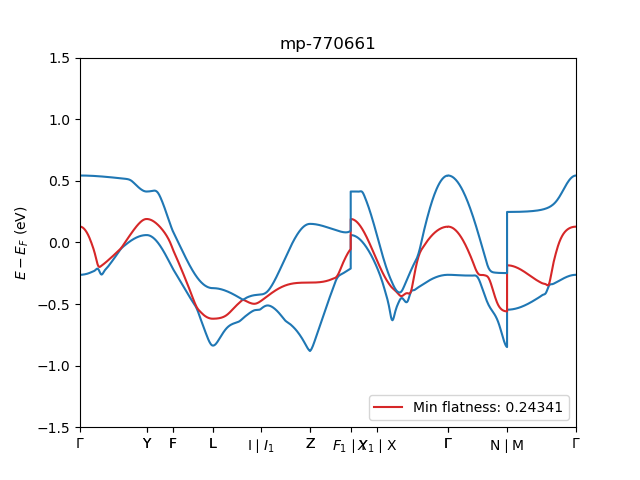 mp-770661
1.5
1.0
0.5
0.0
−0.5
−1.0
−1.5
E − E_F (eV)
Min flatness: 0.24341
Γ Y F L I | I₁ Z F₁ | X₁ | X Γ N | M Γ